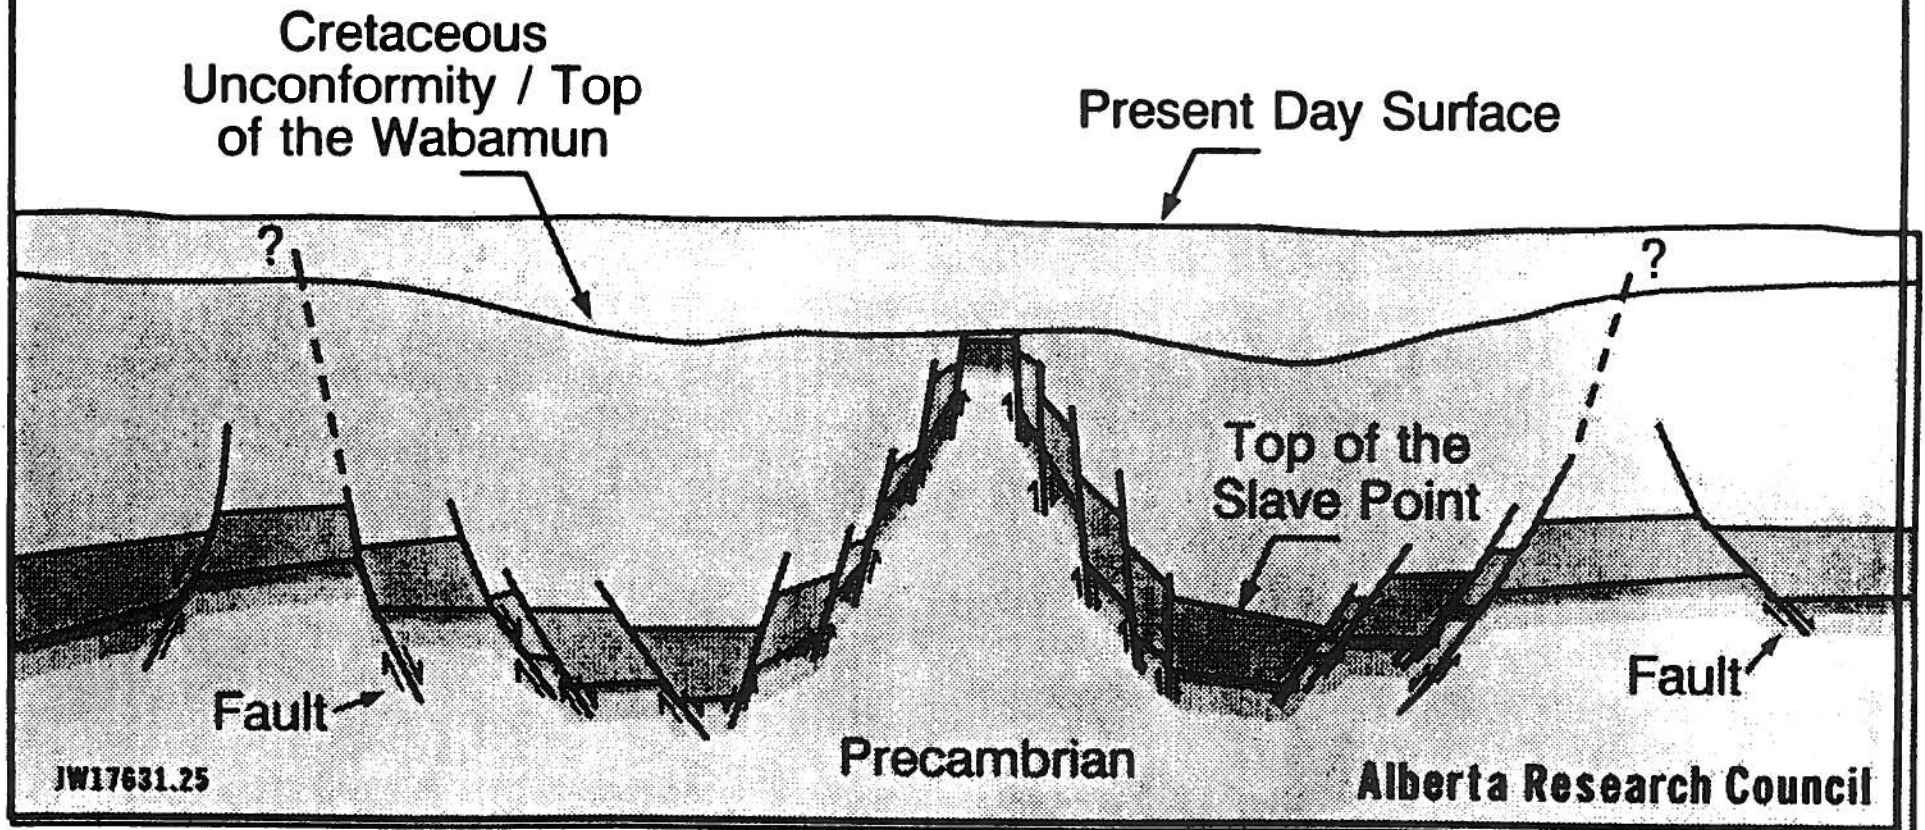 Cretaceous
Unconformity / Top
of the Wabamun
Present Day Surface
?
?
Top of the
Slave Point
Fault
Fault
Precambrian
JW17631.25
Alberta Research Council